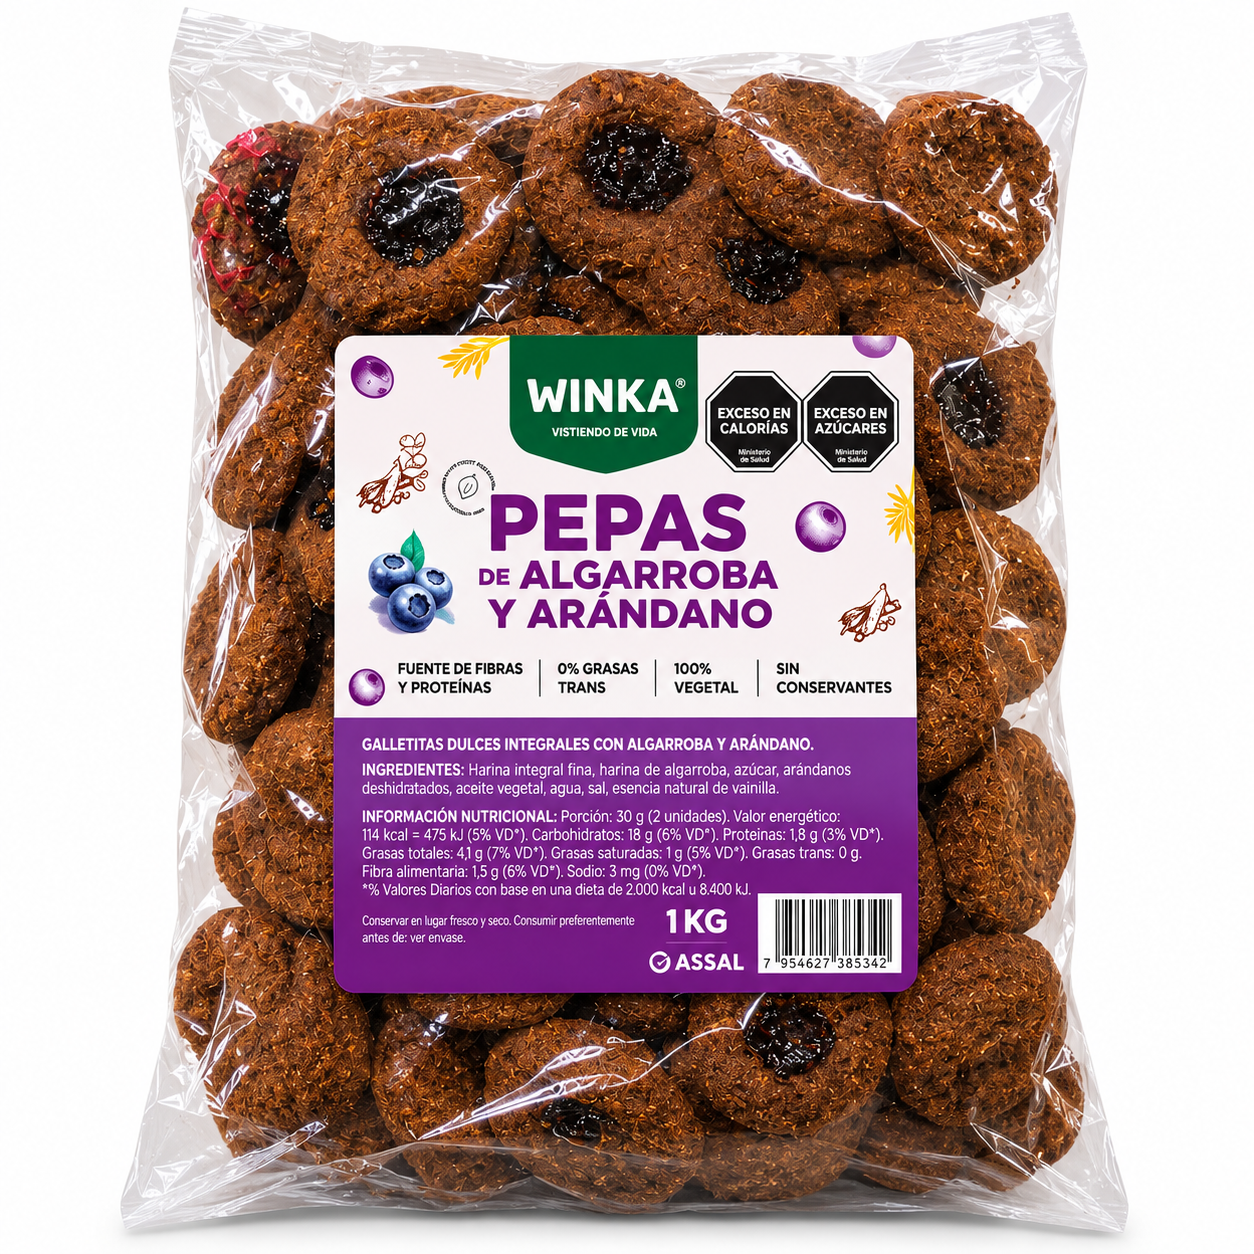 WINKA®
VISTIENDO DE VIDA
EXCESO EN
CALORÍAS
Ministerio
de Salud
EXCESO EN
AZÚCARES
Ministerio
de Salud
PEPAS
DE ALGARROBA
Y ARÁNDANO
FUENTE DE FIBRAS
Y PROTEÍNAS
0% GRASAS
TRANS
100%
VEGETAL
SIN
CONSERVANTES
GALLETITAS DULCES INTEGRALES CON ALGARROBA Y ARÁNDANO.
INGREDIENTES: Harina integral fina, harina de algarroba, azúcar, arándanos
deshidratados, aceite vegetal, agua, sal, esencia natural de vainilla.
INFORMACIÓN NUTRICIONAL: Porción: 30 g (2 unidades). Valor energético:
114 kcal = 475 kJ (5% VD*). Carbohidratos: 18 g (6% VD*). Proteinas: 1,8 g (3% VD*).
Grasas totales: 4,1 g (7% VD*). Grasas saturadas: 1 g (5% VD*). Grasas trans: 0 g.
Fibra alimentaria: 1,5 g (6% VD*). Sodio: 3 mg (0% VD*).
*% Valores Diarios con base en una dieta de 2.000 kcal u 8.400 kJ.
Conservar en lugar fresco y seco. Consumir preferentemente
antes de: ver envase.
1 KG
ASSAL
7 954627 385342